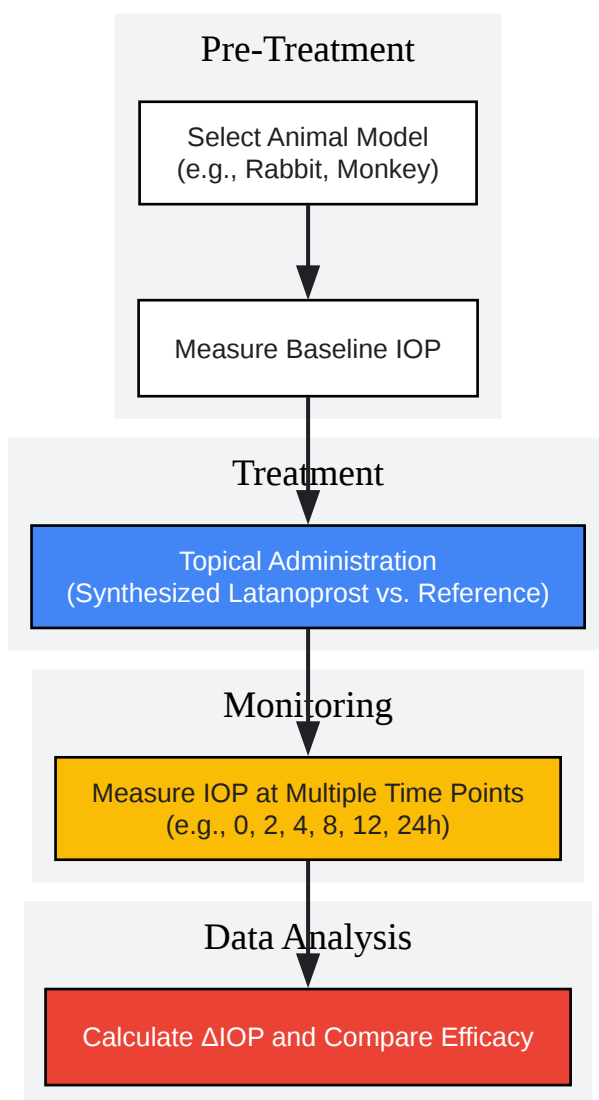 Pre-Treatment
Select Animal Model
(e.g., Rabbit, Monkey)
Measure Baseline IOP
Treatment
Topical Administration
(Synthesized Latanoprost vs. Reference)
Monitoring
Measure IOP at Multiple Time Points
(e.g., 0, 2, 4, 8, 12, 24h)
Data Analysis
Calculate ΔIOP and Compare Efficacy